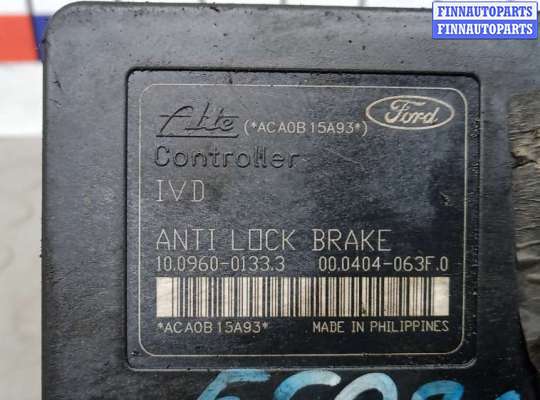 FINNAUTOPARTS
FINNAUTOPARTS
Ate (*ACA0B15A93*) Ford
Controller
IVD
ANTI LOCK BRAKE
10.0960-0133.3 00.0404-063F.0
*ACA0B15A93* MADE IN PHILIPPINES